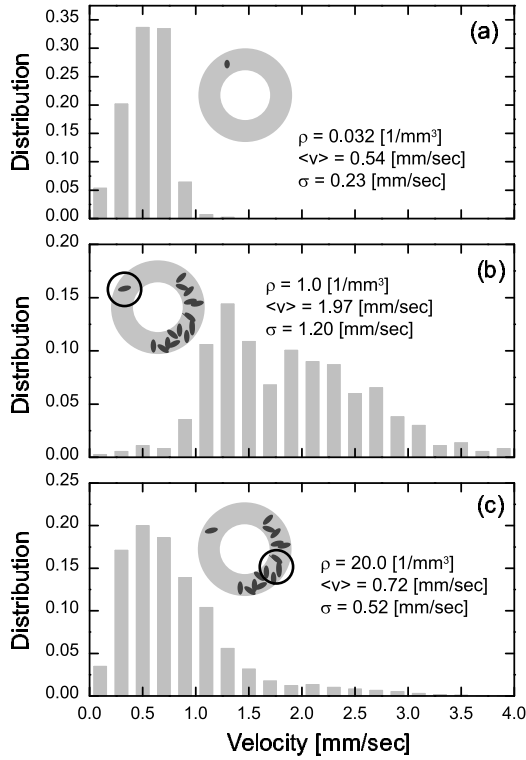 (a)
0.35
0.30
0.25
0.20
0.15
0.10
0.05
0.00
Distribution
ρ = 0.032 [1/mm³]
<v> = 0.54 [mm/sec]
σ = 0.23 [mm/sec]
(b)
0.20
0.15
0.10
0.05
0.00
Distribution
ρ = 1.0 [1/mm³]
<v> = 1.97 [mm/sec]
σ = 1.20 [mm/sec]
(c)
0.25
0.20
0.15
0.10
0.05
0.00
Distribution
ρ = 20.0 [1/mm³]
<v> = 0.72 [mm/sec]
σ = 0.52 [mm/sec]
0.0 0.5 1.0 1.5 2.0 2.5 3.0 3.5 4.0
Velocity [mm/sec]